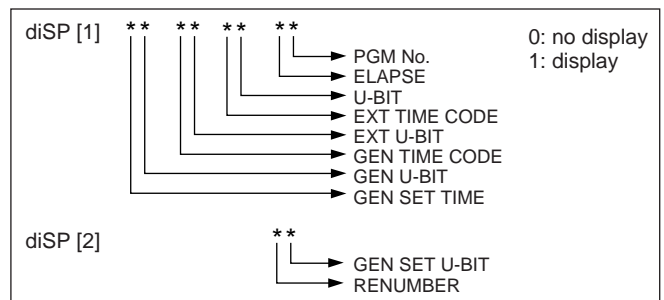 diSP [1] ** ** ** ** 0: no display
1: display
PGM No.
ELAPSE
U-BIT
EXT TIME CODE
EXT U-BIT
GEN TIME CODE
GEN U-BIT
GEN SET TIME
diSP [2] **
GEN SET U-BIT
RENUMBER